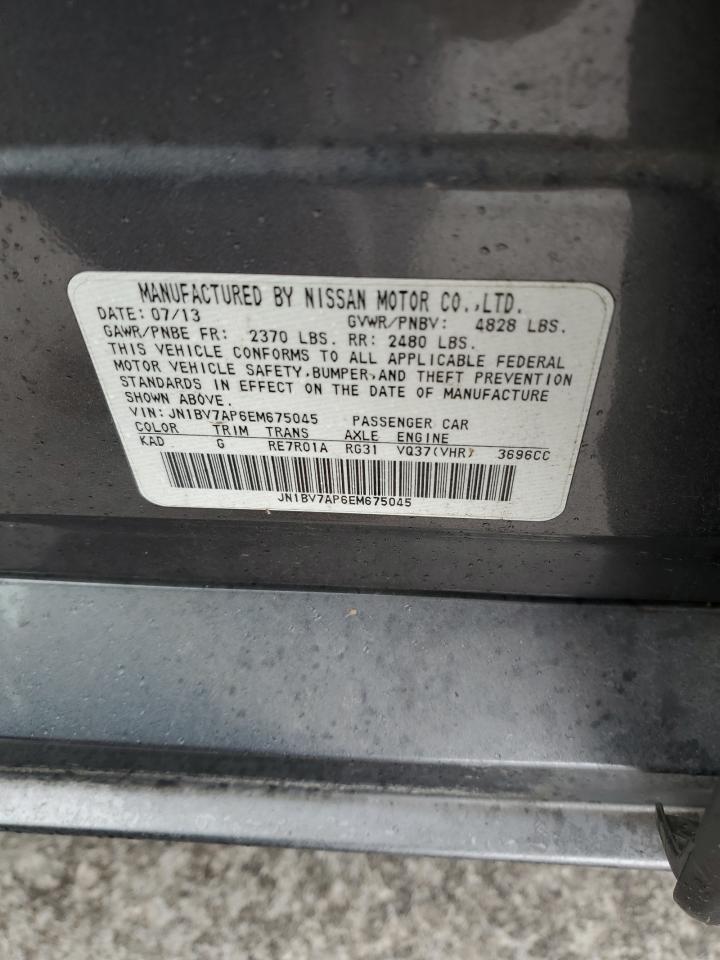 MANUFACTURED BY NISSAN MOTOR CO.,LTD.
DATE: 07/13 GVWR/PNBV: 4828 LBS.
GAWR/PNBE FR: 2370 LBS. RR: 2480 LBS.
THIS VEHICLE CONFORMS TO ALL APPLICABLE FEDERAL
MOTOR VEHICLE SAFETY,BUMPER,AND THEFT PREVENTION
STANDARDS IN EFFECT ON THE DATE OF MANUFACTURE
SHOWN ABOVE.
VIN: JN1BV7AP6EM675045 PASSENGER CAR
COLOR TRIM TRANS AXLE ENGINE
KAD G RE7R01A RG31 VQ37(VHR) 3696CC
JN1BV7AP6EM675045